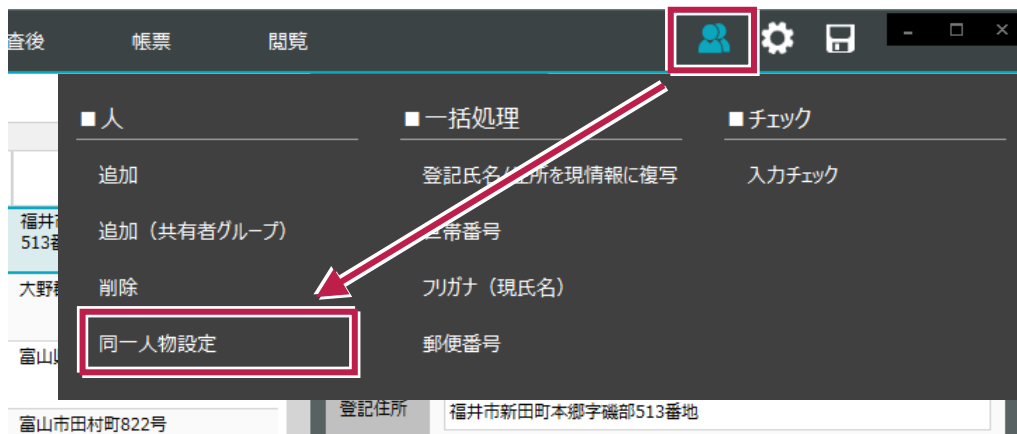 査後 帳票 閲覧
■人 ■一括処理 ■チェック
追加 登記氏名/住所を現情報に複写 入力チェック
追加（共有者グループ） 世帯番号
削除 フリガナ（現氏名）
同一人物設定 郵便番号
福井
513番
大野
富山
富山市田村町822号
登記住所 福井市新田町本郷字磯部513番地